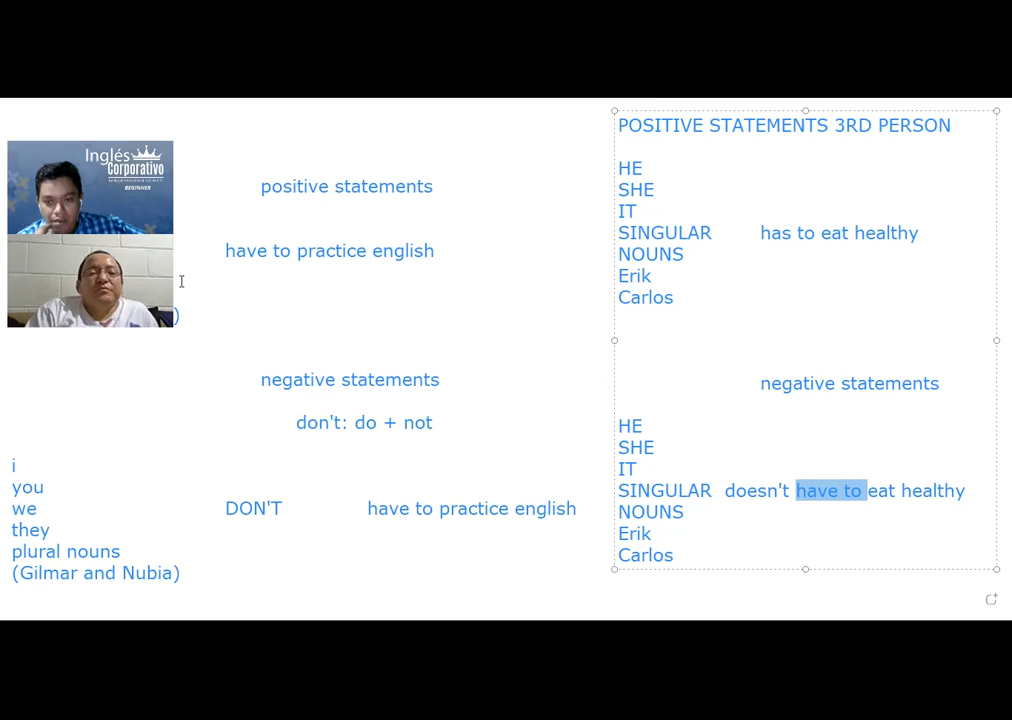 Inglés
Corporativo
BEGINNER
positive statements
have to practice english
)
negative statements
don't: do + not
i
you
we
they
plural nouns
(Gilmar and Nubia)
DON'T
have to practice english
POSITIVE STATEMENTS 3RD PERSON
HE
SHE
IT
SINGULAR has to eat healthy
NOUNS
Erik
Carlos
negative statements
HE
SHE
IT
SINGULAR doesn't have to eat healthy
NOUNS
Erik
Carlos